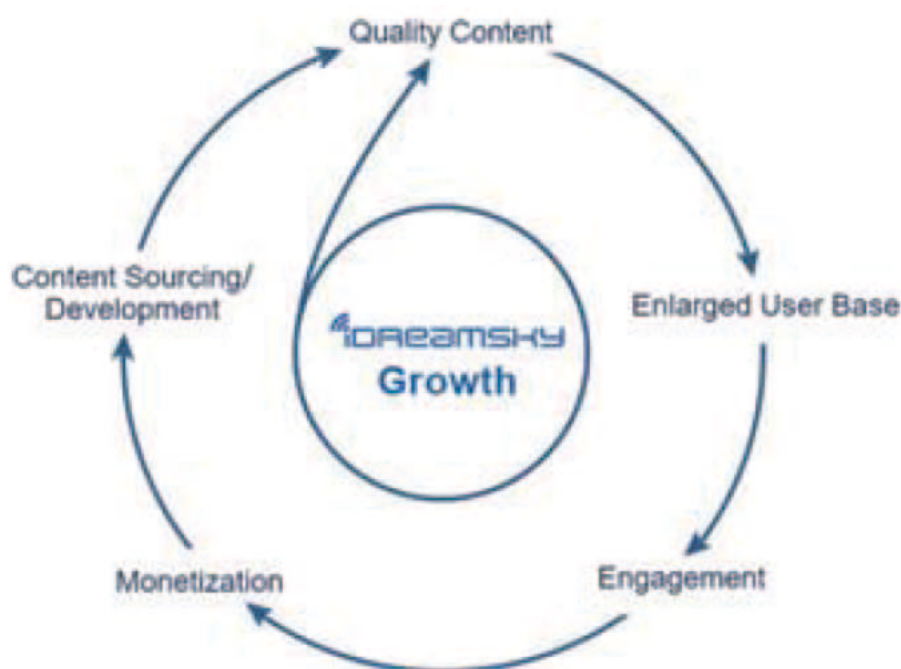 Quality Content
Content Sourcing/
Development
Enlarged User Base
iDREAMSKY
Growth
Monetization
Engagement